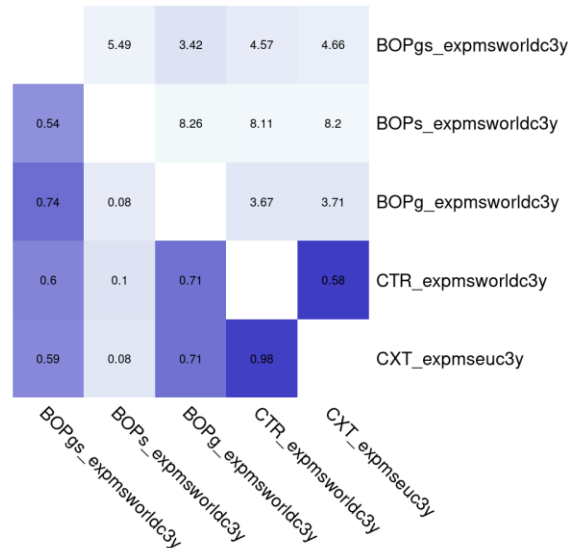 5.49 3.42 4.57 4.66 BOPgs_expmsworldc3y
0.54 8.26 8.11 8.2 BOPs_expmsworldc3y
0.74 0.08 3.67 3.71 BOPg_expmsworldc3y
0.6 0.1 0.71 0.58 CTR_expmsworldc3y
0.59 0.08 0.71 0.98 CXT_expmseuc3y
BOPgs_expmsworldc3y
BOPs_expmsworldc3y
BOPg_expmsworldc3y
CTR_expmsworldc3y
CXT_expmseuc3y